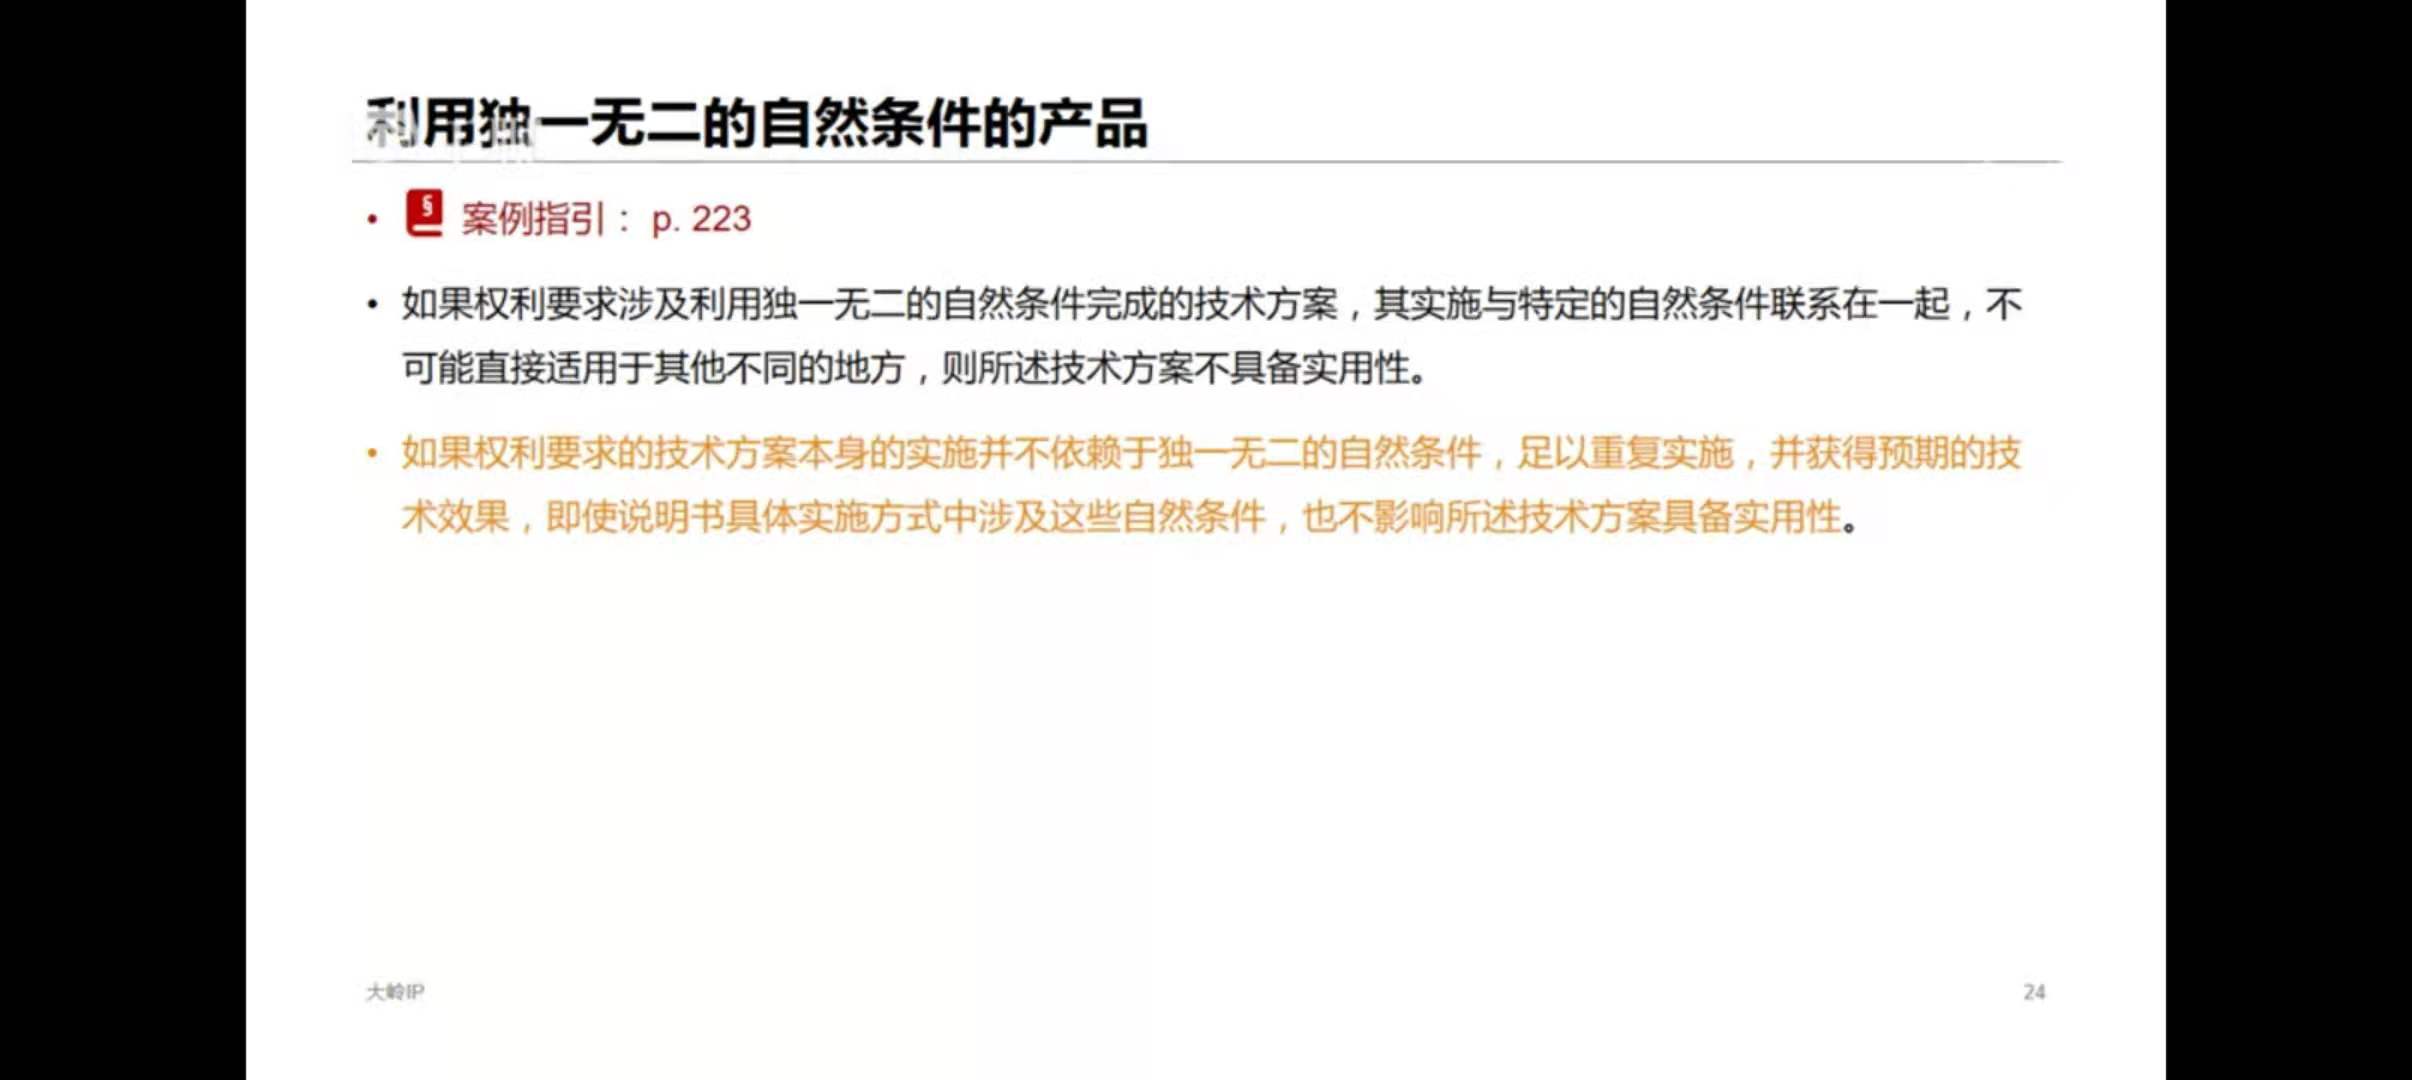 利用独一无二的自然条件的产品
• § 案例指引： p. 223
• 如果权利要求涉及利用独一无二的自然条件完成的技术方案，其实施与特定的自然条件联系在一起，不
可能直接适用于其他不同的地方，则所述技术方案不具备实用性。
• 如果权利要求的技术方案本身的实施并不依赖于独一无二的自然条件，足以重复实施，并获得预期的技
术效果，即使说明书具体实施方式中涉及这些自然条件，也不影响所述技术方案具备实用性。
大岭IP
24